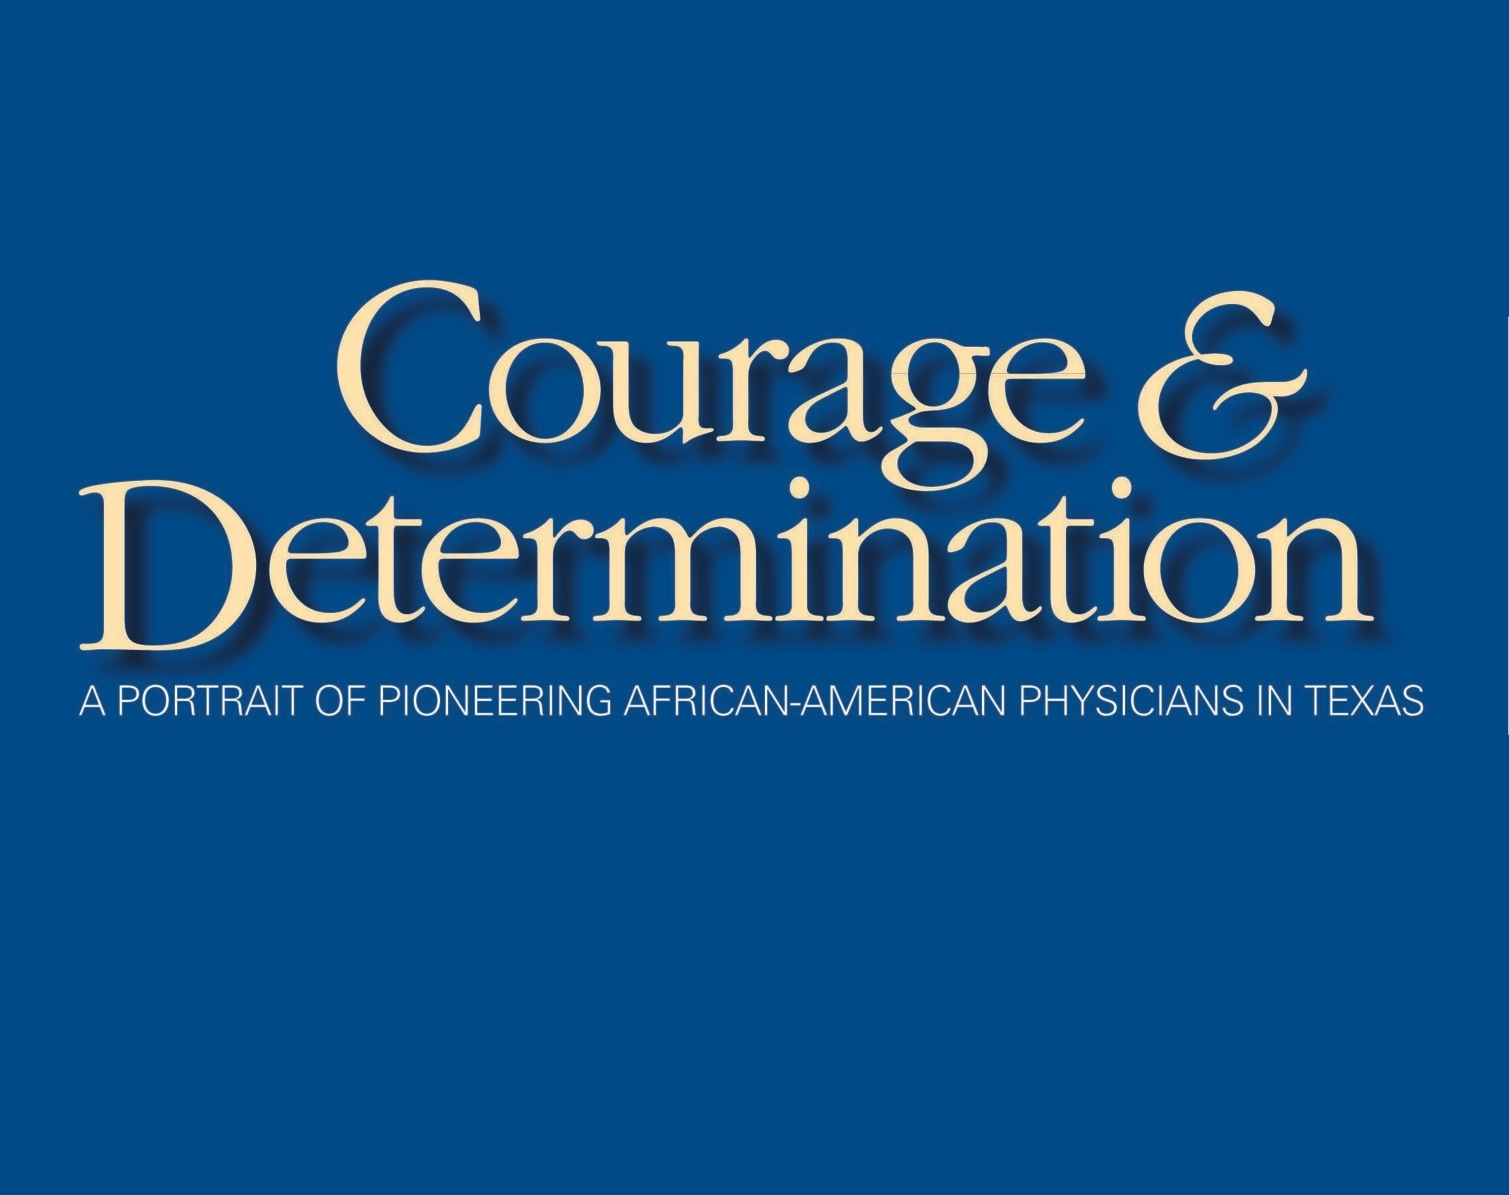 Courage &
Determination
A PORTRAIT OF PIONEERING AFRICAN-AMERICAN PHYSICIANS IN TEXAS